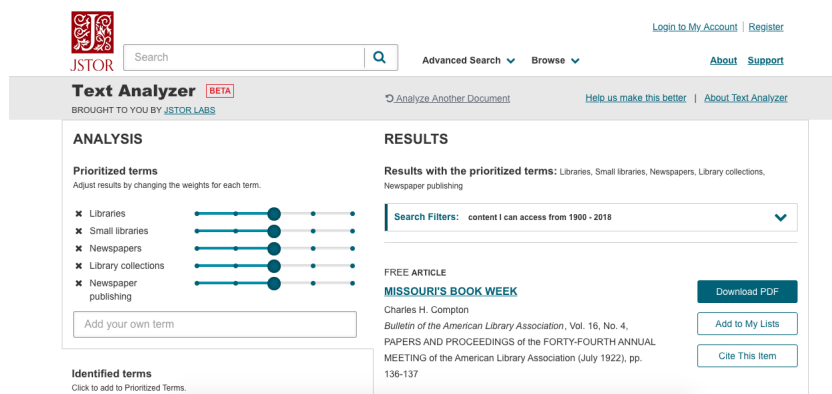 Login to My Account | Register
JSTOR
Search
Advanced Search
Browse
About
Support
Text Analyzer BETA
BROUGHT TO YOU BY JSTOR LABS
Analyze Another Document
Help us make this better | About Text Analyzer
ANALYSIS
Prioritized terms
Adjust results by changing the weights for each term.
Libraries
Small libraries
Newspapers
Library collections
Newspaper
publishing
Add your own term
Identified terms
Click to add to Prioritized Terms.
RESULTS
Results with the prioritized terms: Libraries, Small libraries, Newspapers, Library collections,
Newspaper publishing
Search Filters: content I can access from 1900 - 2018
FREE ARTICLE
MISSOURI'S BOOK WEEK
Charles H. Compton
Bulletin of the American Library Association, Vol. 16, No. 4,
PAPERS AND PROCEEDINGS of the FORTY-FOURTH ANNUAL
MEETING of the American Library Association (July 1922), pp.
136-137
Download PDF
Add to My Lists
Cite This Item